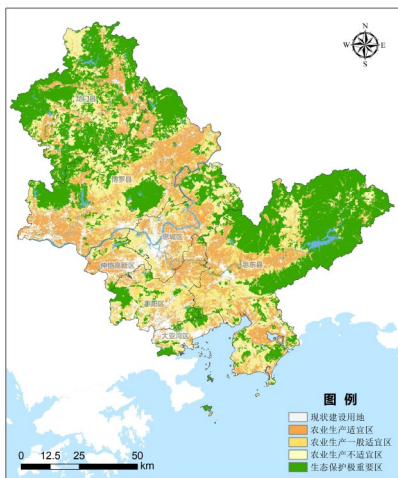 N
W E
S
龙门县
博罗县
惠城区
仲恺高新区
惠东县
惠阳区
大亚湾区
图 例
现状建设用地
农业生产适宜区
农业生产一般适宜区
农业生产不适宜区
生态保护极重要区
0 12.5 25 50
km